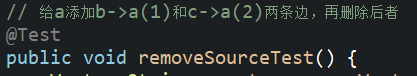 // 给a添加b->a(1)和c->a(2)两条边，再删除后者
@Test
public void removeSourceTest() {